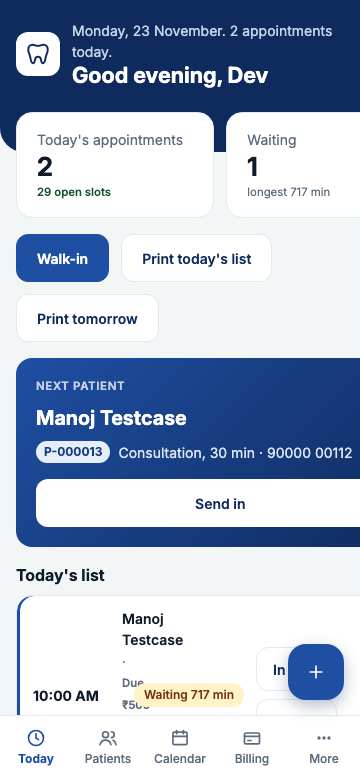 Monday, 23 November. 2 appointments
today.
Good evening, Dev
Today's appointments
2
29 open slots
Waiting
1
longest 717 min
Walk-in
Print today's list
Print tomorrow
NEXT PATIENT
Manoj Testcase
P-000013 Consultation, 30 min · 90000 00112
Send in
Today's list
10:00 AM
Manoj
Testcase
·
Due
Waiting 717 min
In
+
Today
Patients
Calendar
Billing
More